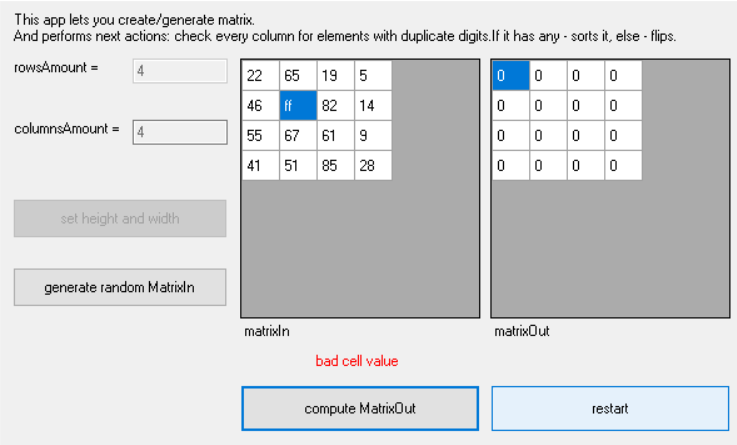 This app lets you create/generate matrix.
And performs next actions: check every column for elements with duplicate digits.If it has any - sorts it, else - flips.
rowsAmount = 4
columnsAmount = 4
set height and width
generate random MatrixIn
22 65 19 5
46 ff 82 14
55 67 61 9
41 51 85 28
matrixIn
0 0 0 0
0 0 0 0
0 0 0 0
0 0 0 0
matrixOut
bad cell value
compute MatrixOut
restart